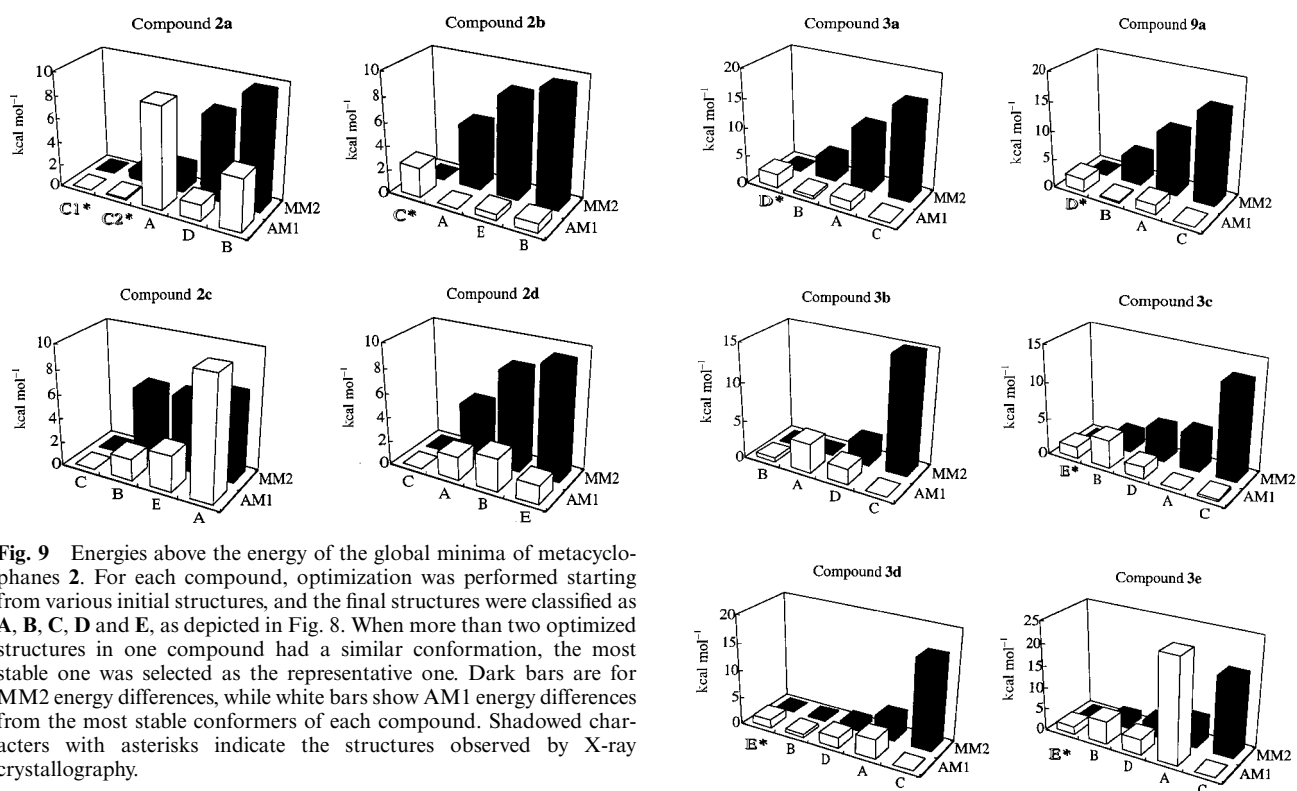 Compound 2a
kcal mol−1
10
8
6
4
2
0
C1*
C2*
A
D
B
MM2
AM1
Compound 2b
kcal mol−1
10
8
6
4
2
0
C*
A
E
B
MM2
AM1
Compound 3a
kcal mol−1
20
15
10
5
0
D*
B
A
C
MM2
AM1
Compound 9a
kcal mol−1
20
15
10
5
0
D*
B
A
C
MM2
AM1
Compound 2c
kcal mol−1
10
8
6
4
2
0
C
B
E
A
MM2
AM1
Compound 2d
kcal mol−1
10
8
6
4
2
0
C
A
B
E
MM2
AM1
Compound 3b
kcal mol−1
15
10
5
0
B
A
D
C
MM2
AM1
Compound 3c
kcal mol−1
15
10
5
0
E*
B
D
A
C
MM2
AM1
Fig. 9 Energies above the energy of the global minima of metacyclo-
phanes 2. For each compound, optimization was performed starting
from various initial structures, and the final structures were classified as
A, B, C, D and E, as depicted in Fig. 8. When more than two optimized
structures in one compound had a similar conformation, the most
stable one was selected as the representative one. Dark bars are for
MM2 energy differences, while white bars show AM1 energy differences
from the most stable conformers of each compound. Shadowed char-
acters with asterisks indicate the structures observed by X-ray
crystallography.
Compound 3d
kcal mol−1
20
15
10
5
0
E*
B
D
A
C
MM2
AM1
Compound 3e
kcal mol−1
25
20
15
10
5
0
E*
B
D
A
C
MM2
AM1